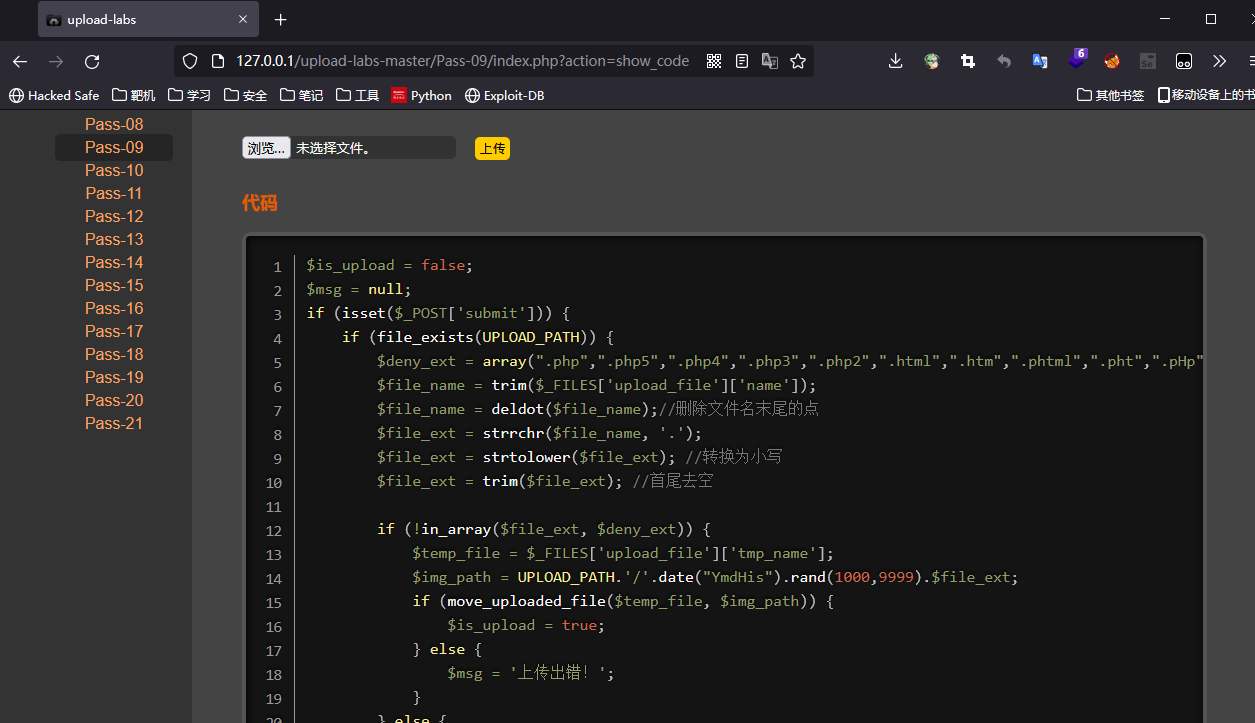 upload-labs
127.0.0.1/upload-labs-master/Pass-09/index.php?action=show_code
6
Hacked Safe 靶机 学习 安全 笔记 工具 Python Exploit-DB 其他书签 移动设备上的书
Pass-08
Pass-09
Pass-10
Pass-11
Pass-12
Pass-13
Pass-14
Pass-15
Pass-16
Pass-17
Pass-18
Pass-19
Pass-20
Pass-21
浏览... 未选择文件。 上传
代码
1 $is_upload = false;
2 $msg = null;
3 if (isset($_POST['submit'])) {
4 if (file_exists(UPLOAD_PATH)) {
5 $deny_ext = array(".php",".php5",".php4",".php3",".php2",".html",".htm",".phtml",".pht",".pHp"
6 $file_name = trim($_FILES['upload_file']['name']);
7 $file_name = deldot($file_name);//删除文件名末尾的点
8 $file_ext = strrchr($file_name, '.');
9 $file_ext = strtolower($file_ext); //转换为小写
10 $file_ext = trim($file_ext); //首尾去空
11
12 if (!in_array($file_ext, $deny_ext)) {
13 $temp_file = $_FILES['upload_file']['tmp_name'];
14 $img_path = UPLOAD_PATH.'/'.date("YmdHis").rand(1000,9999).$file_ext;
15 if (move_uploaded_file($temp_file, $img_path)) {
16 $is_upload = true;
17 } else {
18 $msg = '上传出错！';
19 }
20 } else {